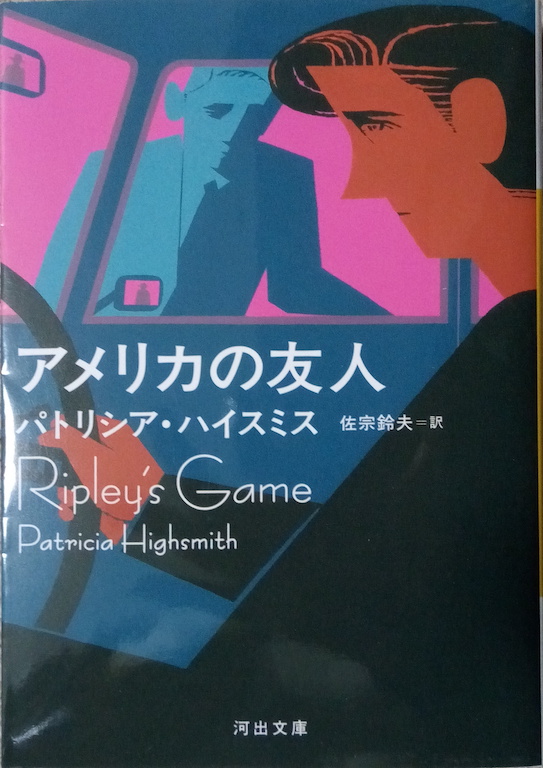 アメリカの友人
パトリシア・ハイスミス 佐宗鈴夫=訳
Ripley's Game
Patricia Highsmith
河出文庫